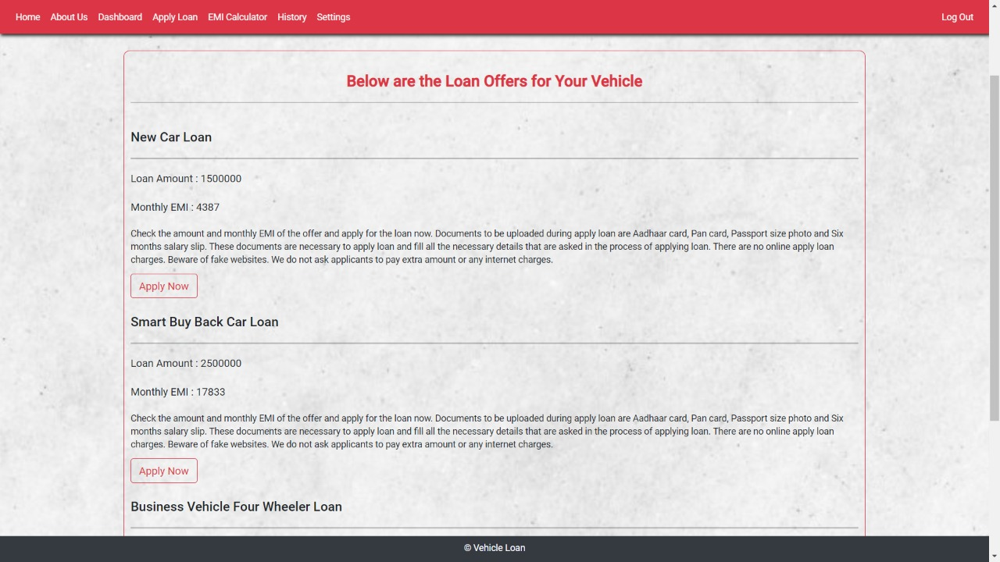 Home About Us Dashboard Apply Loan EMI Calculator History Settings Log Out
Below are the Loan Offers for Your Vehicle
New Car Loan
Loan Amount : 1500000
Monthly EMI : 4387
Check the amount and monthly EMI of the offer and apply for the loan now. Documents to be uploaded during apply loan are Aadhaar card, Pan card, Passport size photo and Six
months salary slip. These documents are necessary to apply loan and fill all the necessary details that are asked in the process of applying loan. There are no online apply loan
charges. Beware of fake websites. We do not ask applicants to pay extra amount or any internet charges.
Apply Now
Smart Buy Back Car Loan
Loan Amount : 2500000
Monthly EMI : 17833
Check the amount and monthly EMI of the offer and apply for the loan now. Documents to be uploaded during apply loan are Aadhaar card, Pan card, Passport size photo and Six
months salary slip. These documents are necessary to apply loan and fill all the necessary details that are asked in the process of applying loan. There are no online apply loan
charges. Beware of fake websites. We do not ask applicants to pay extra amount or any internet charges.
Apply Now
Business Vehicle Four Wheeler Loan
© Vehicle Loan